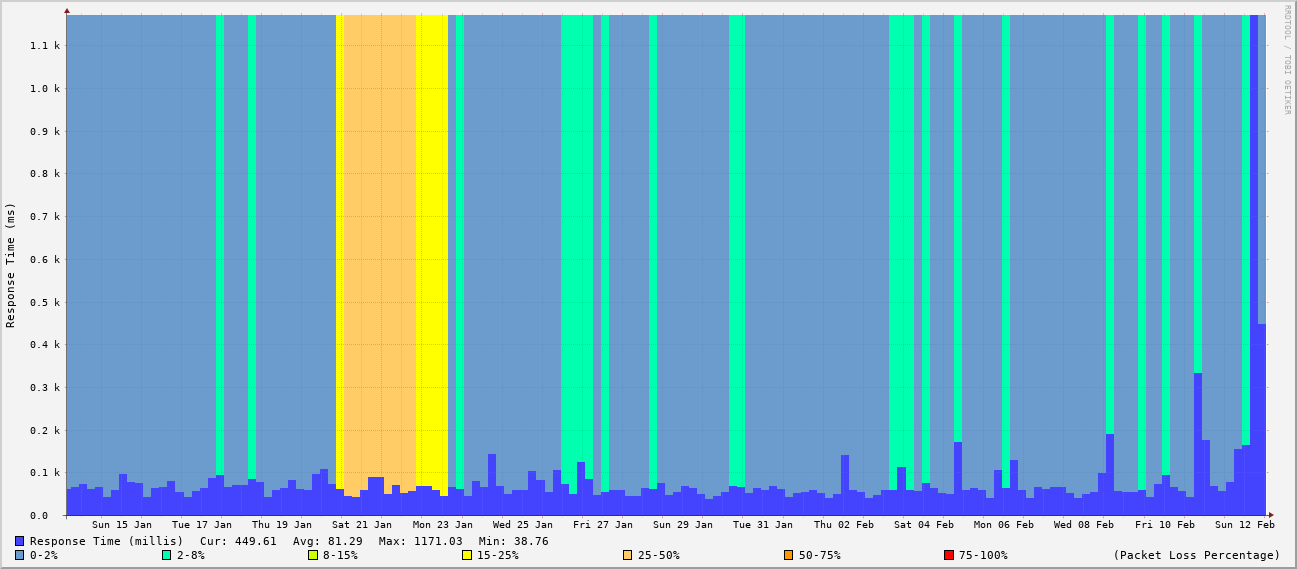 RRDTOOL / TOBI OETIKER
Response Time (ms)
1.1 k
1.0 k
0.9 k
0.8 k
0.7 k
0.6 k
0.5 k
0.4 k
0.3 k
0.2 k
0.1 k
0.0
Sun 15 Jan Tue 17 Jan Thu 19 Jan Sat 21 Jan Mon 23 Jan Wed 25 Jan Fri 27 Jan Sun 29 Jan Tue 31 Jan Thu 02 Feb Sat 04 Feb Mon 06 Feb Wed 08 Feb Fri 10 Feb Sun 12 Feb
Response Time (millis) Cur: 449.61 Avg: 81.29 Max: 1171.03 Min: 38.76
0-2% 2-8% 8-15% 15-25% 25-50% 50-75% 75-100% (Packet Loss Percentage)